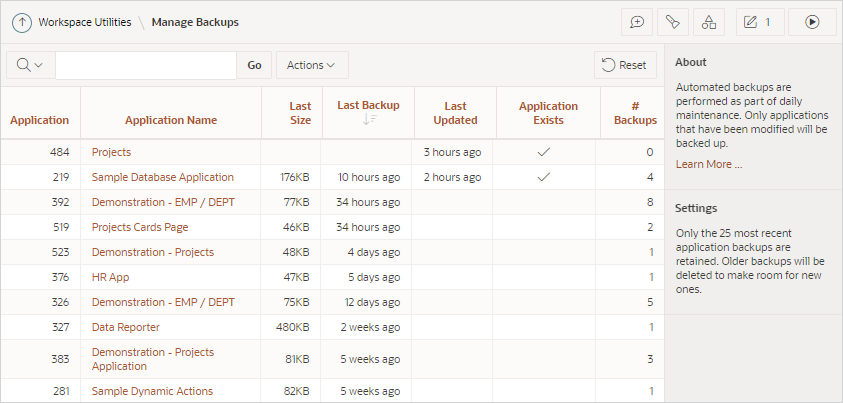 Workspace Utilities \ Manage Backups
1
Go
Actions
Reset
Application Application Name Last Size Last Backup Last Updated Application Exists # Backups
484 Projects 3 hours ago 0
219 Sample Database Application 176KB 10 hours ago 2 hours ago 4
392 Demonstration - EMP / DEPT 77KB 34 hours ago 8
519 Projects Cards Page 46KB 34 hours ago 2
523 Demonstration - Projects 48KB 4 days ago 1
376 HR App 47KB 5 days ago 1
326 Demonstration - EMP / DEPT 75KB 12 days ago 5
327 Data Reporter 480KB 2 weeks ago 1
383 Demonstration - Projects Application 81KB 5 weeks ago 3
281 Sample Dynamic Actions 82KB 5 weeks ago 1
About
Automated backups are
performed as part of daily
maintenance. Only applications
that have been modified will be
backed up.
Learn More ...
Settings
Only the 25 most recent
application backups are
retained. Older backups will be
deleted to make room for new
ones.